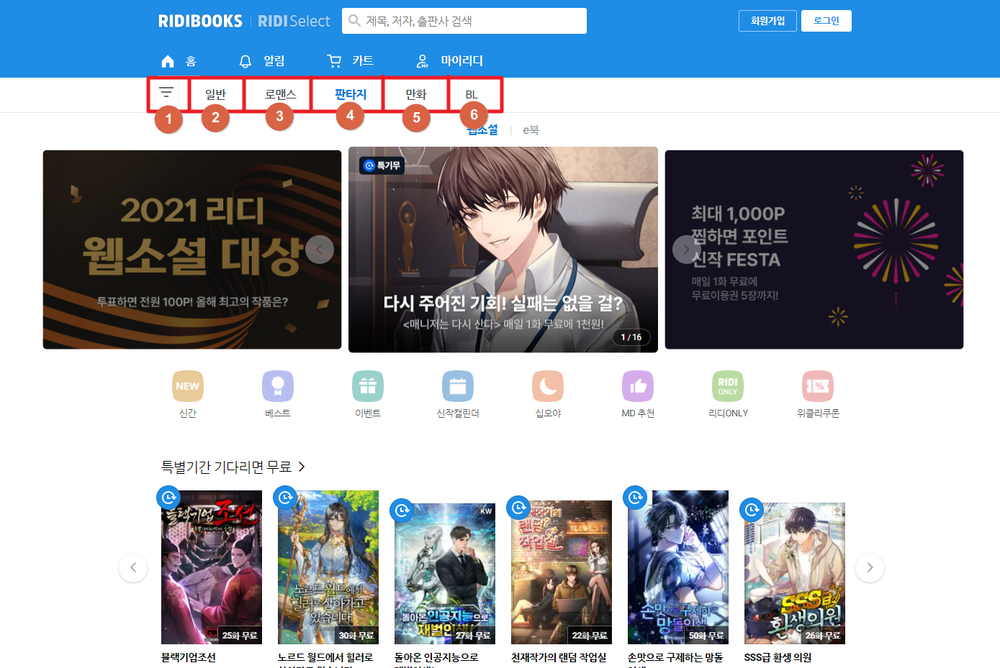 RIDIBOOKS | RIDI Select
제목, 저자, 출판사 검색
회원가입
로그인
홈
알림
카트
마이리디
일반
로맨스
판타지
만화
BL
1
2
3
4
5
6
웹소설 | e북
2021 리디
웹소설 대상
투표하면 전원 100P! 올해 최고의 작품은?
특기무
다시 주어진 기회! 실패는 없을 걸?
<매니저는 다시 산다> 매일 1화 무료에 1천원!
1 / 16
최대 1,000P
찜하면 포인트
신작 FESTA
매일 1화 무료에
무료이용권 5장까지!
NEW
RIDI
ONLY
%
신간
베스트
이벤트
신작캘린더
십오야
MD 추천
리디ONLY
위클리쿠폰
특별기간 기다리면 무료
블랙기업조선
25화 무료
노르드 월드에서
힐러로 살아가고
있습니다
30화 무료
KW
돌아온 인공지능으로
재벌인생!
27화 무료
천재작가의
랜덤
작업실
22화 무료
손맛으로 구제하는
망돌인생
50화 무료
SSS급
환생의원
26화 무료
블랙기업조선
노르드 월드에서 힐러로
돌아온 인공지능으로
천재작가의 랜덤 작업실
손맛으로 구제하는 망돌
SSS급 환생 의원